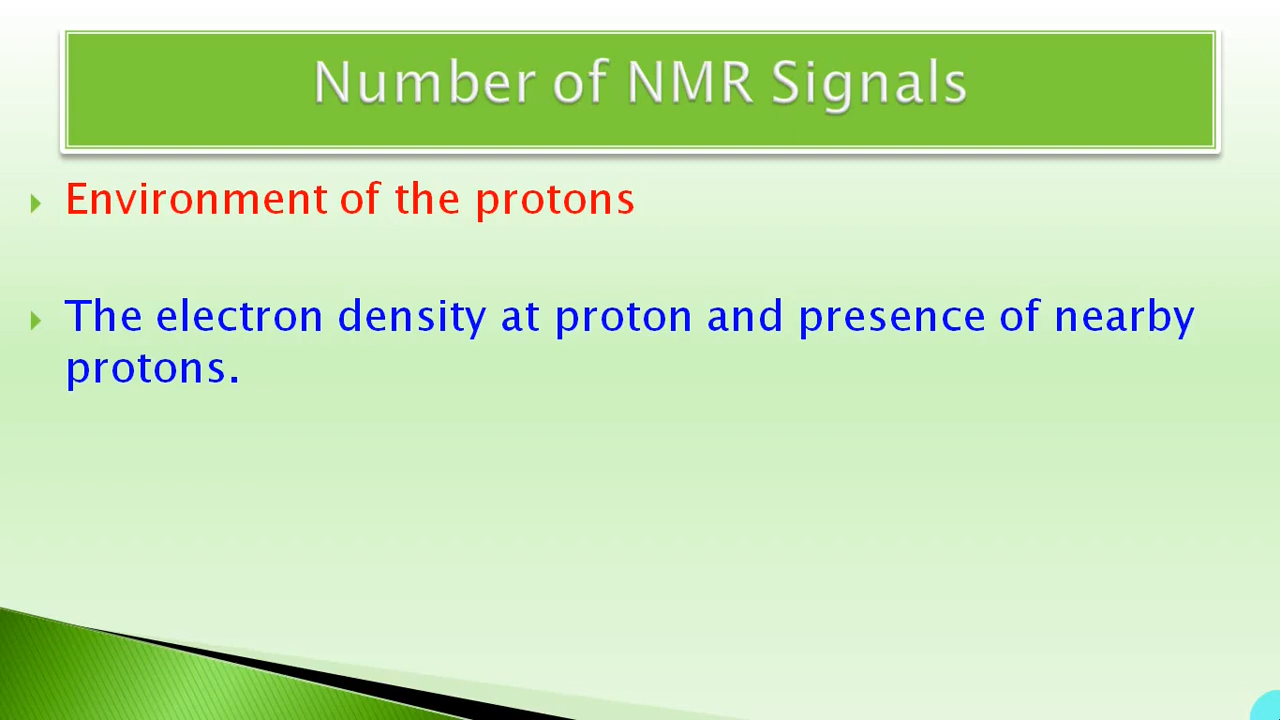 Number of NMR Signals
Environment of the protons
The electron density at proton and presence of nearby
protons.